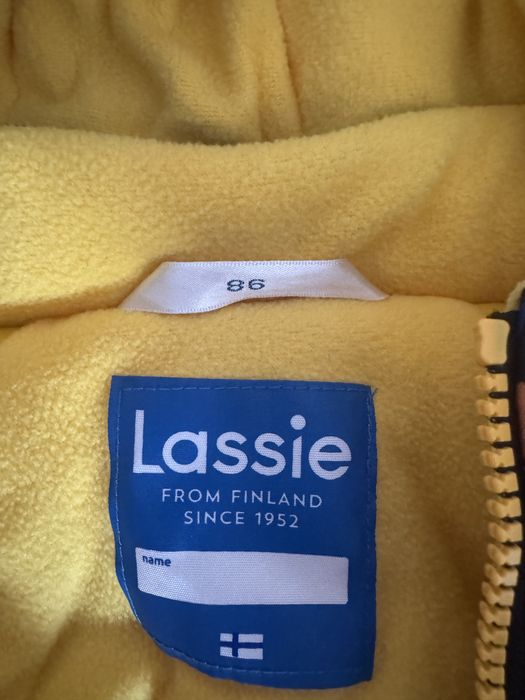 86
Lassie
FROM FINLAND
SINCE 1952
name